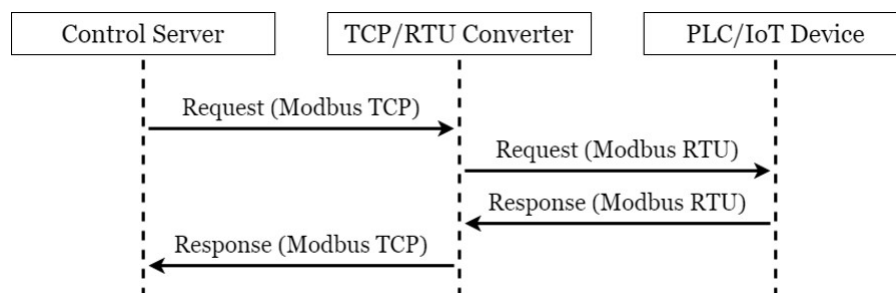 Control Server
TCP/RTU Converter
PLC/IoT Device
Request (Modbus TCP)
Request (Modbus RTU)
Response (Modbus RTU)
Response (Modbus TCP)